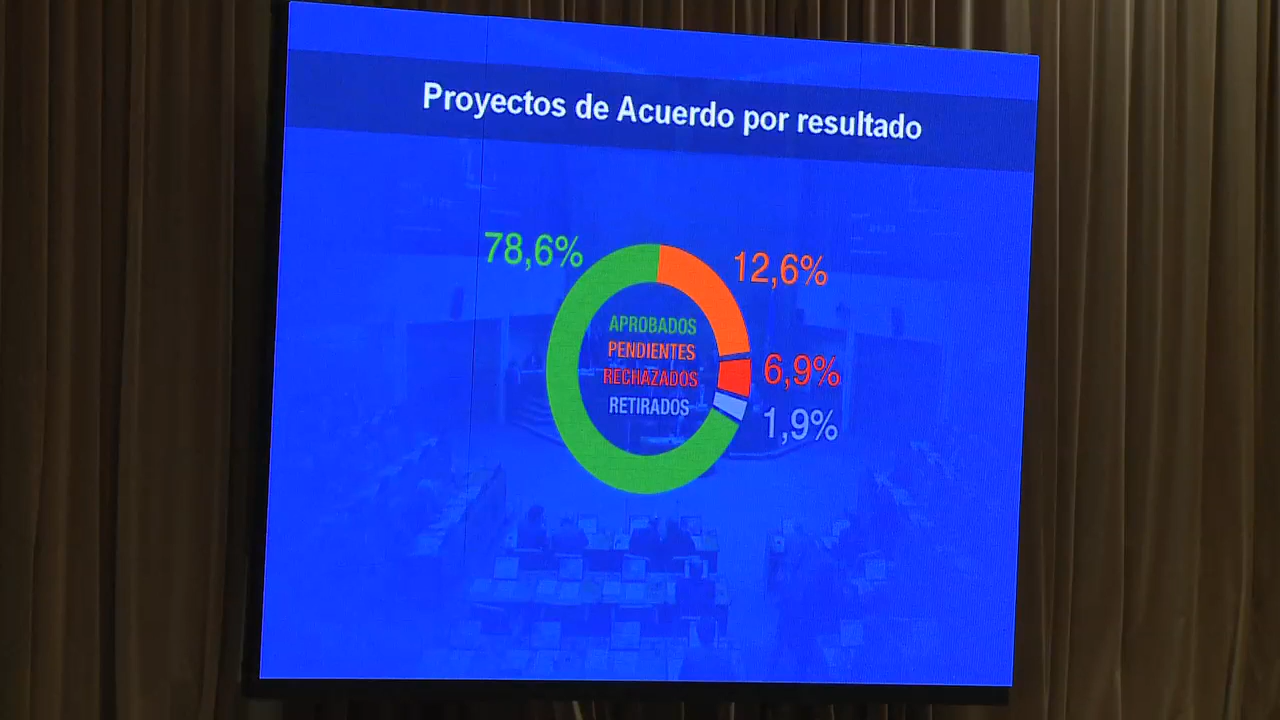 Proyectos de Acuerdo por resultado
78,6%
12,6%
APROBADOS
PENDIENTES
RECHAZADOS
RETIRADOS
6,9%
1,9%